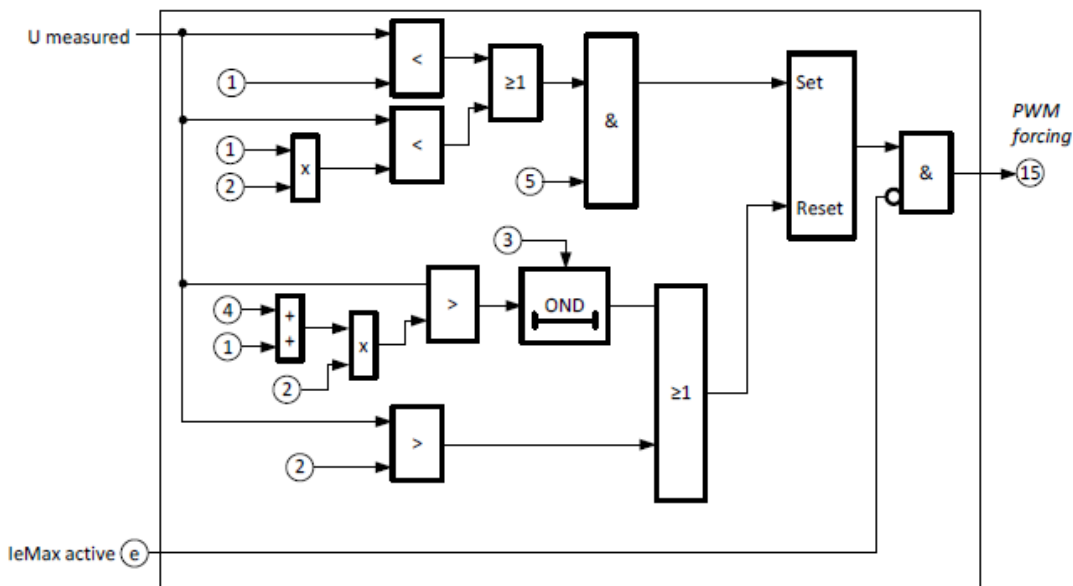 U measured
<
1
≥1
&
Set
PWM
forcing
<
1
x
2
5
&
15
Reset
3
4
+
1
+
x
>
OND
2
≥1
>
2
IeMax active e